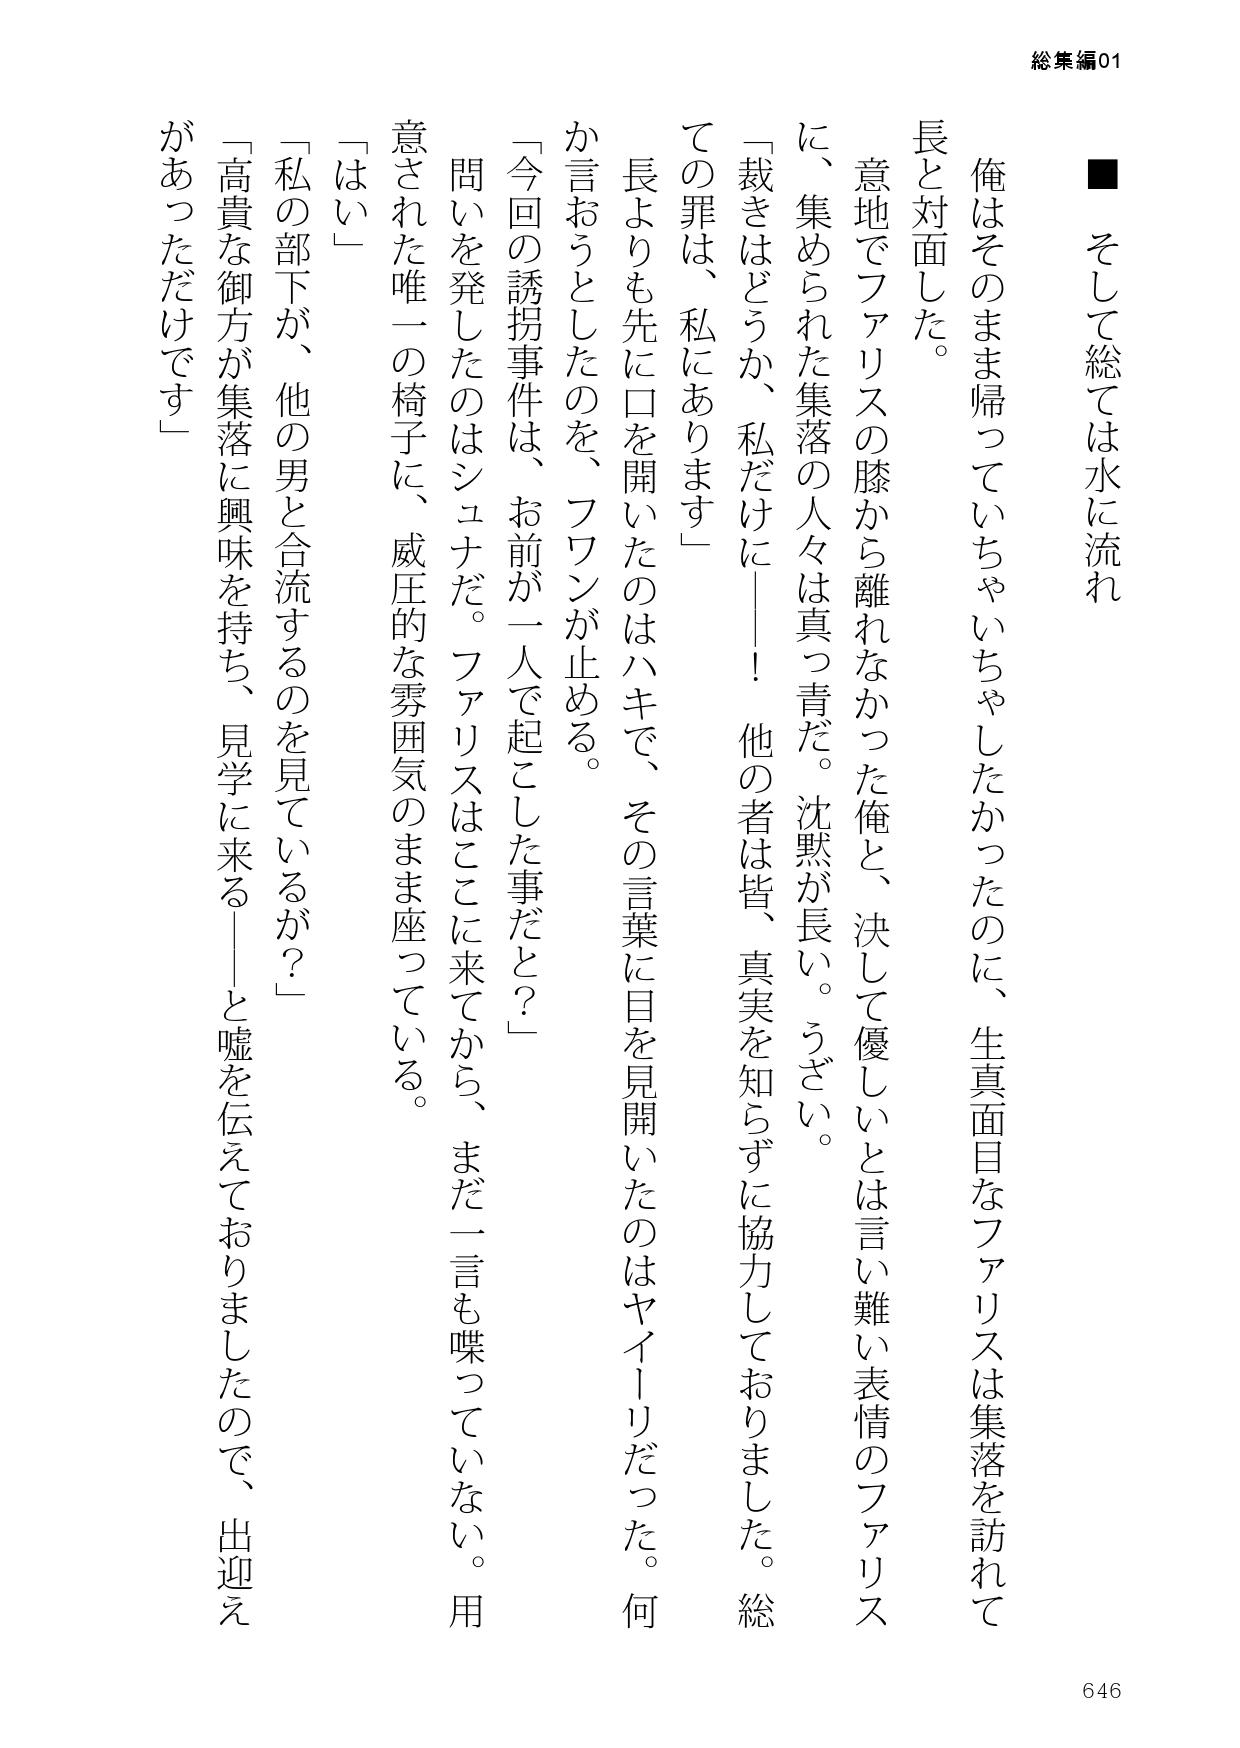 総集編01
■　そして総ては水に流れ
　俺はそのまま帰っていちゃいちゃしたかったのに、生真面目なファリスは集落を訪れて
長と対面した。
　意地でファリスの膝から離れなかった俺と、決して優しいとは言い難い表情のファリス
に、集められた集落の人々は真っ青だ。沈黙が長い。うざい。
「裁きはどうか、私だけに――！　他の者は皆、真実を知らずに協力しておりました。総
ての罪は、私にあります」
　長よりも先に口を開いたのはハキで、その言葉に目を見開いたのはヤイーリだった。何
か言おうとしたのを、フワンが止める。
「今回の誘拐事件は、お前が一人で起こした事だと？」
　問いを発したのはシュナだ。ファリスはここに来てから、まだ一言も喋っていない。用
意された唯一の椅子に、威圧的な雰囲気のまま座っている。
「はい」
「私の部下が、他の男と合流するのを見ているが？」
「高貴な御方が集落に興味を持ち、見学に来る――と嘘を伝えておりましたので、出迎え
があっただけです」
646